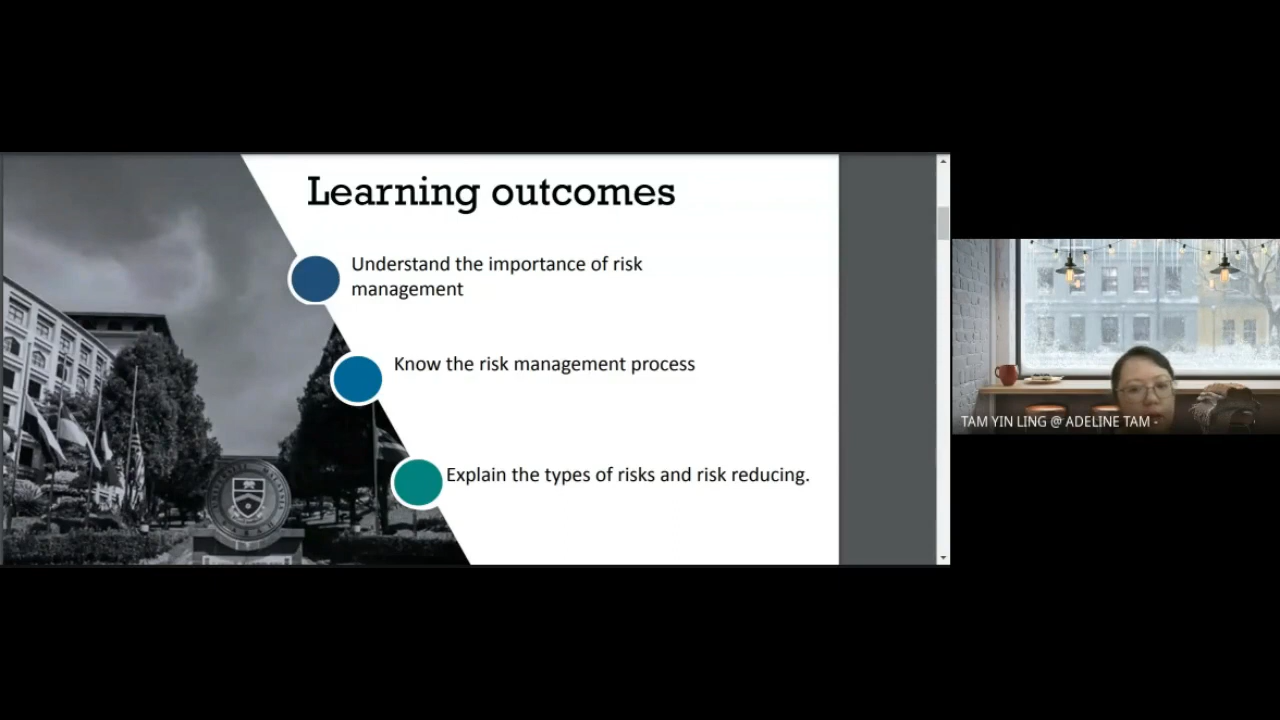 Learning outcomes
Understand the importance of risk
management
Know the risk management process
Explain the types of risks and risk reducing.
TAM YIN LING @ ADELINE TAM -